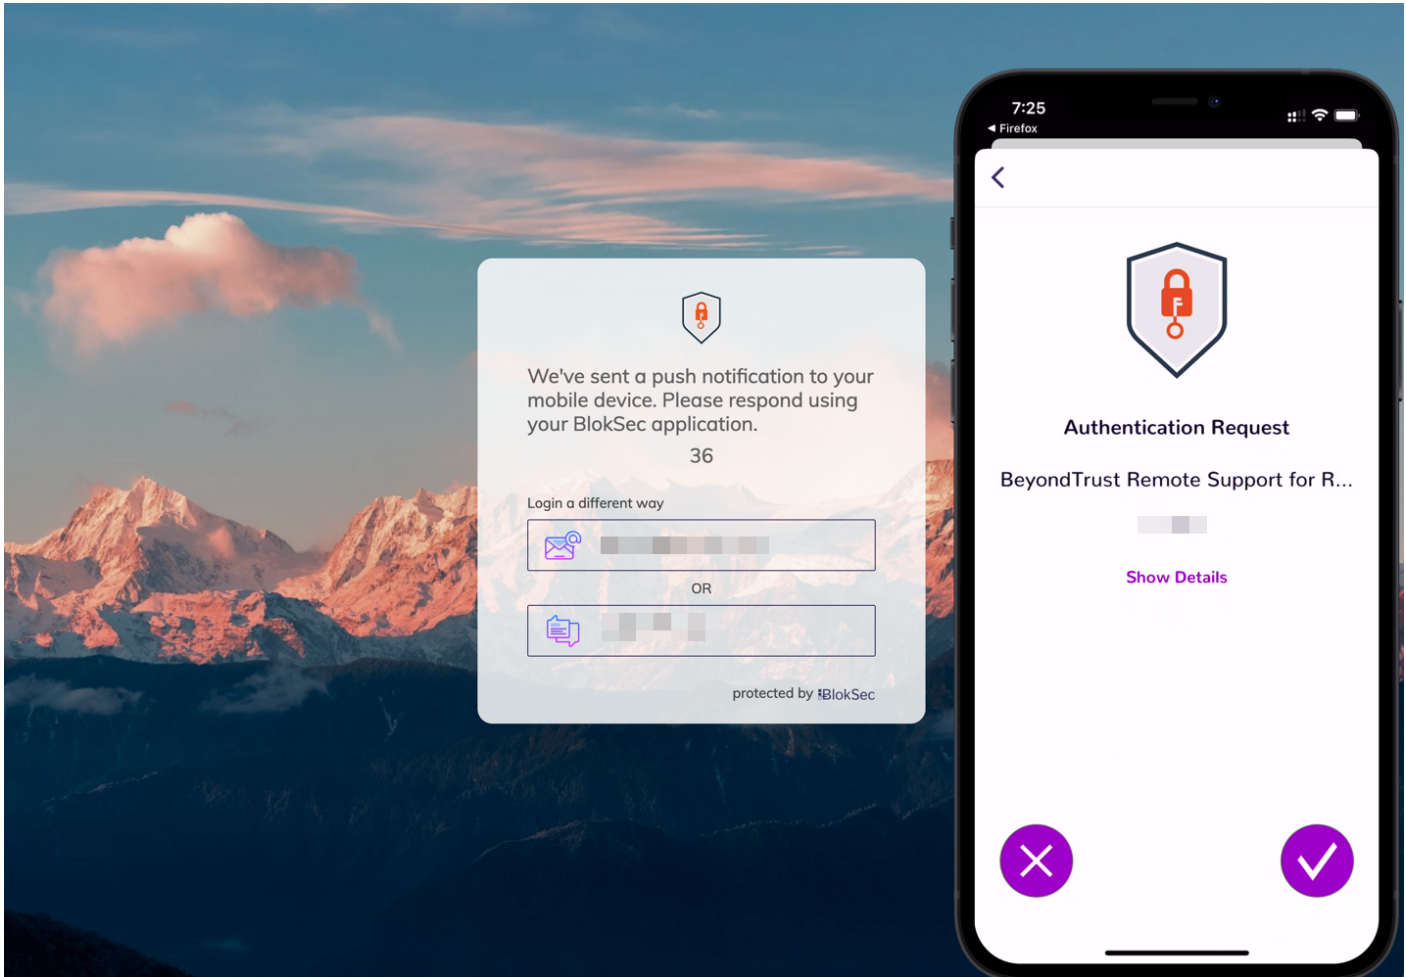 We've sent a push notification to your
mobile device. Please respond using
your BlokSec application.
36
Login a different way
OR
protected by BlokSec
7:25
Firefox
F
Authentication Request
BeyondTrust Remote Support for R...
Show Details